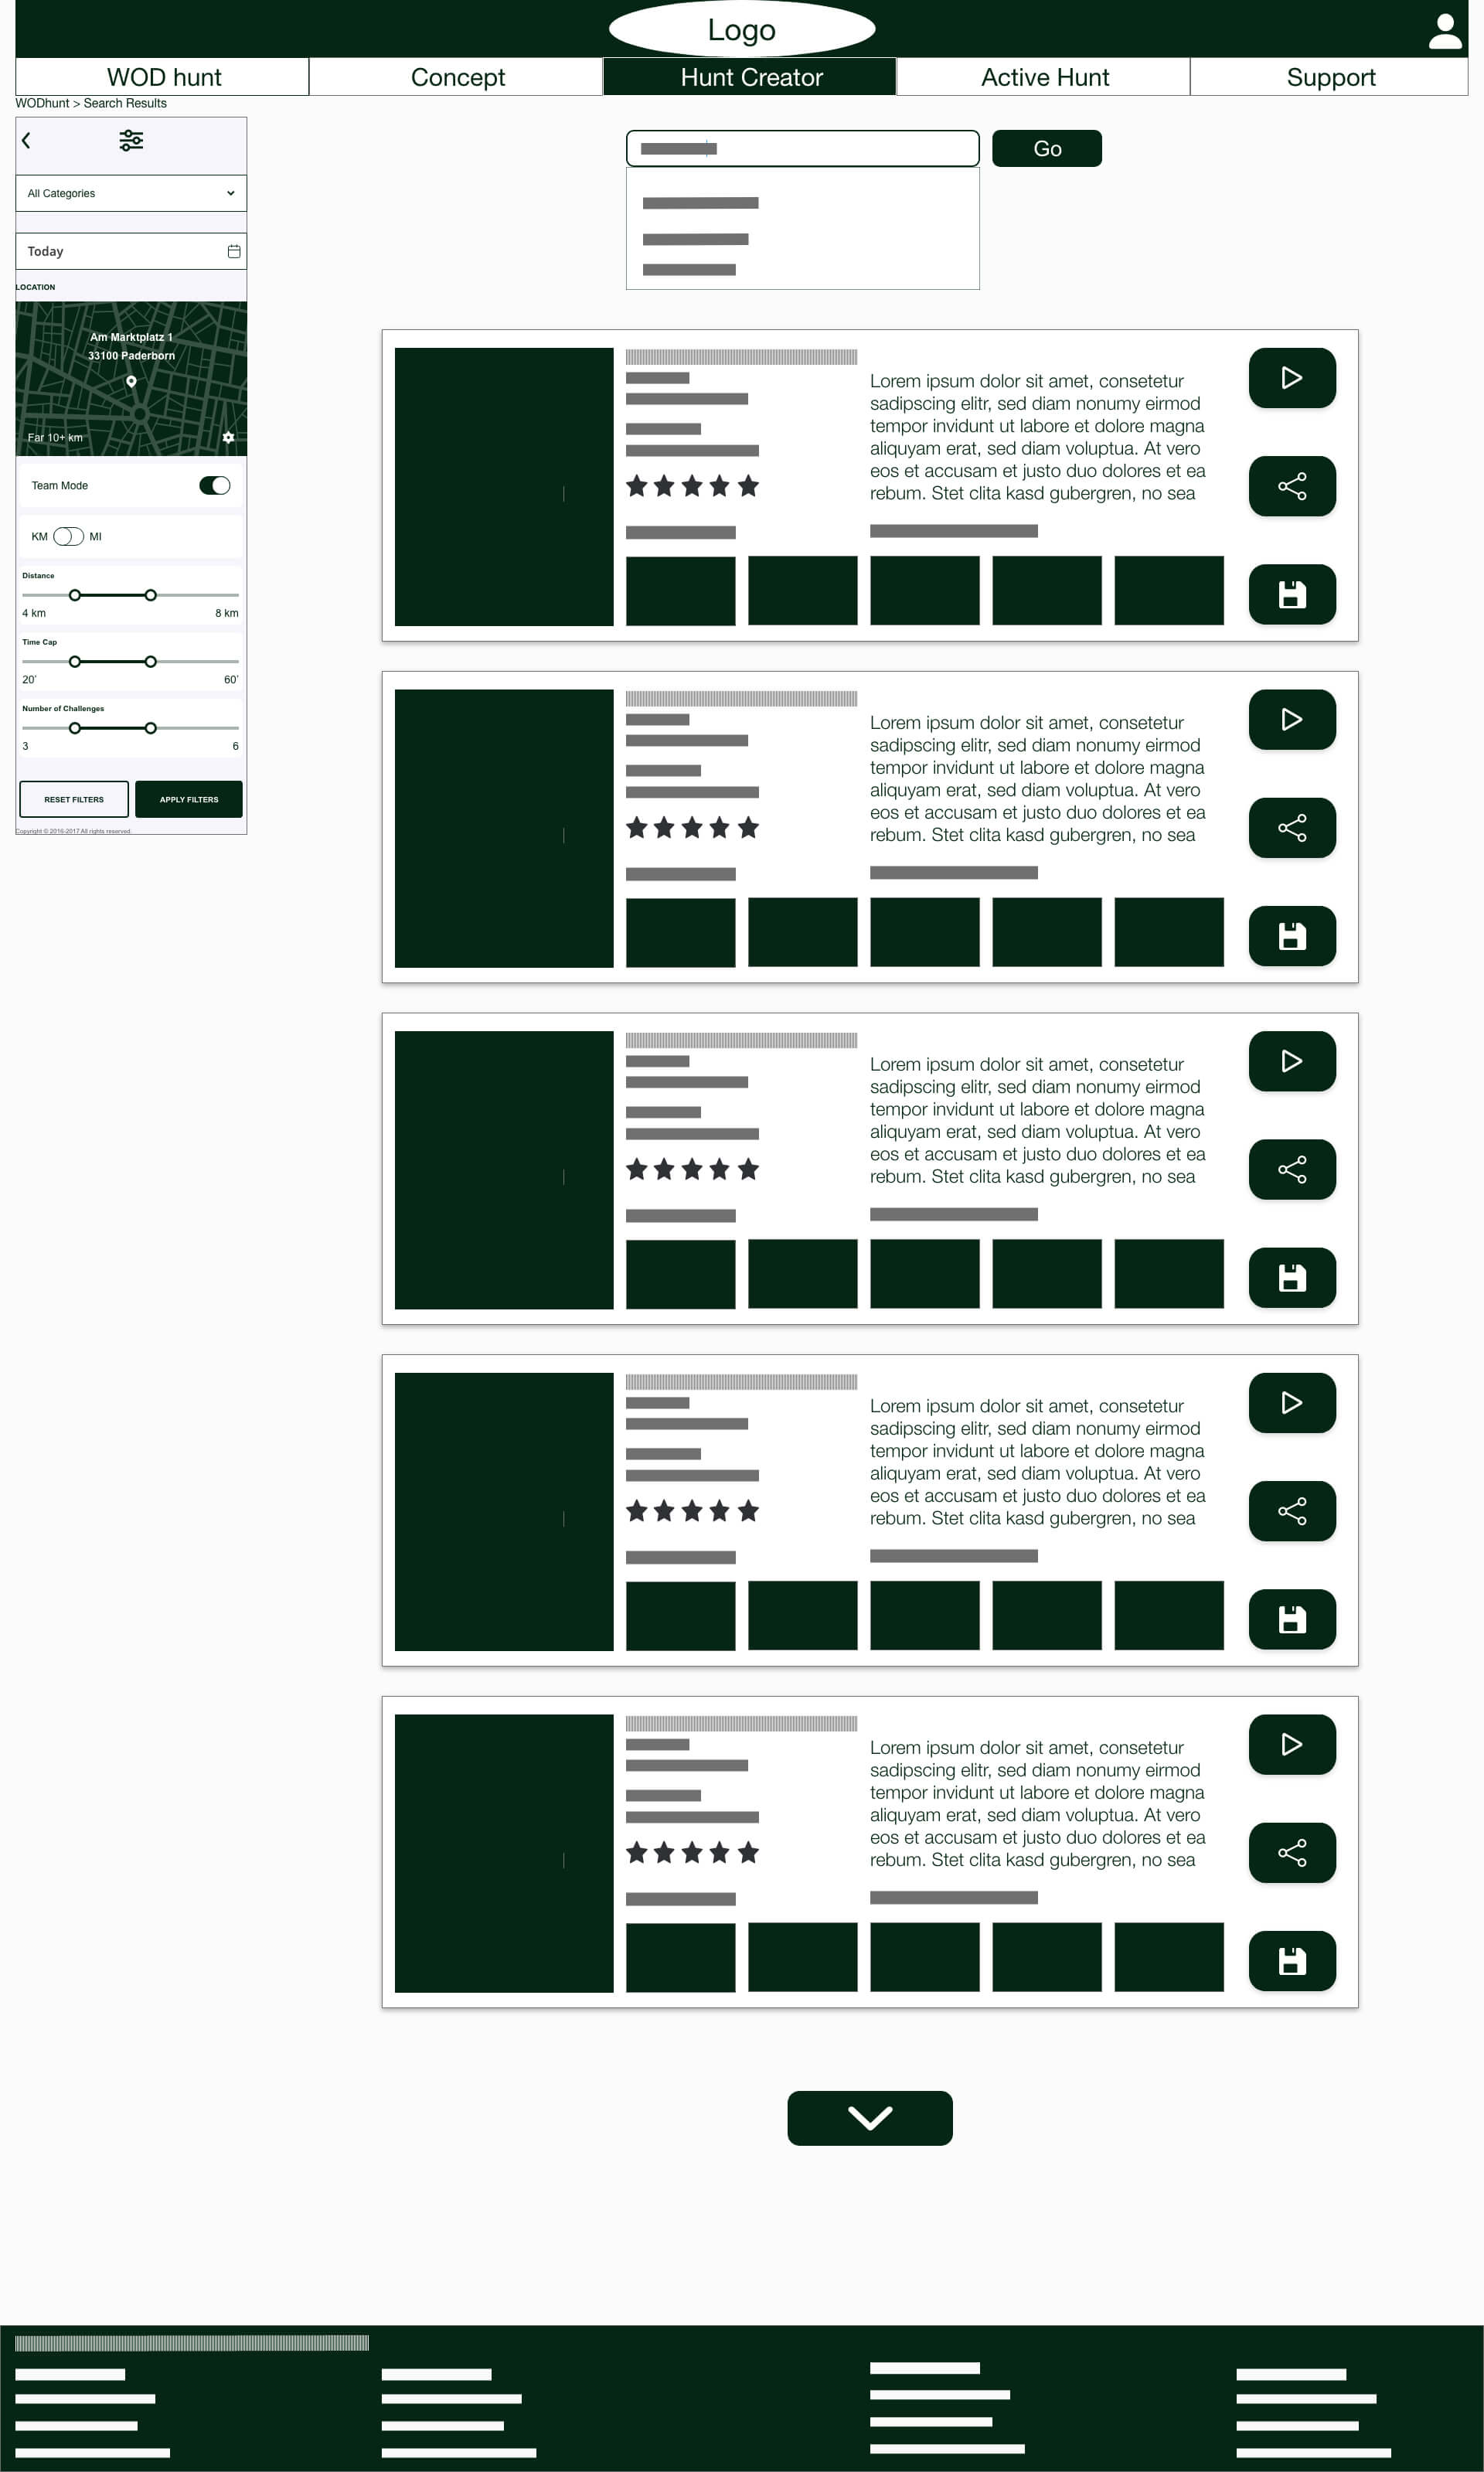 Logo
WOD hunt
Concept
Hunt Creator
Active Hunt
Support
WODhunt > Search Results
All Categories
Today
LOCATION
Am Marktplatz 1
33100 Paderborn
Far 10+ km
Team Mode
KM MI
Distance
4 km 8 km
Time Cap
20' 60'
Number of Challenges
3 6
RESET FILTERS APPLY FILTERS
Copyright © 2016-2017 All rights reserved.
Go
Lorem ipsum dolor sit amet, consetetur
sadipscing elitr, sed diam nonumy eirmod
tempor invidunt ut labore et dolore magna
aliquyam erat, sed diam voluptua. At vero
eos et accusam et justo duo dolores et ea
rebum. Stet clita kasd gubergren, no sea
Lorem ipsum dolor sit amet, consetetur
sadipscing elitr, sed diam nonumy eirmod
tempor invidunt ut labore et dolore magna
aliquyam erat, sed diam voluptua. At vero
eos et accusam et justo duo dolores et ea
rebum. Stet clita kasd gubergren, no sea
Lorem ipsum dolor sit amet, consetetur
sadipscing elitr, sed diam nonumy eirmod
tempor invidunt ut labore et dolore magna
aliquyam erat, sed diam voluptua. At vero
eos et accusam et justo duo dolores et ea
rebum. Stet clita kasd gubergren, no sea
Lorem ipsum dolor sit amet, consetetur
sadipscing elitr, sed diam nonumy eirmod
tempor invidunt ut labore et dolore magna
aliquyam erat, sed diam voluptua. At vero
eos et accusam et justo duo dolores et ea
rebum. Stet clita kasd gubergren, no sea
Lorem ipsum dolor sit amet, consetetur
sadipscing elitr, sed diam nonumy eirmod
tempor invidunt ut labore et dolore magna
aliquyam erat, sed diam voluptua. At vero
eos et accusam et justo duo dolores et ea
rebum. Stet clita kasd gubergren, no sea